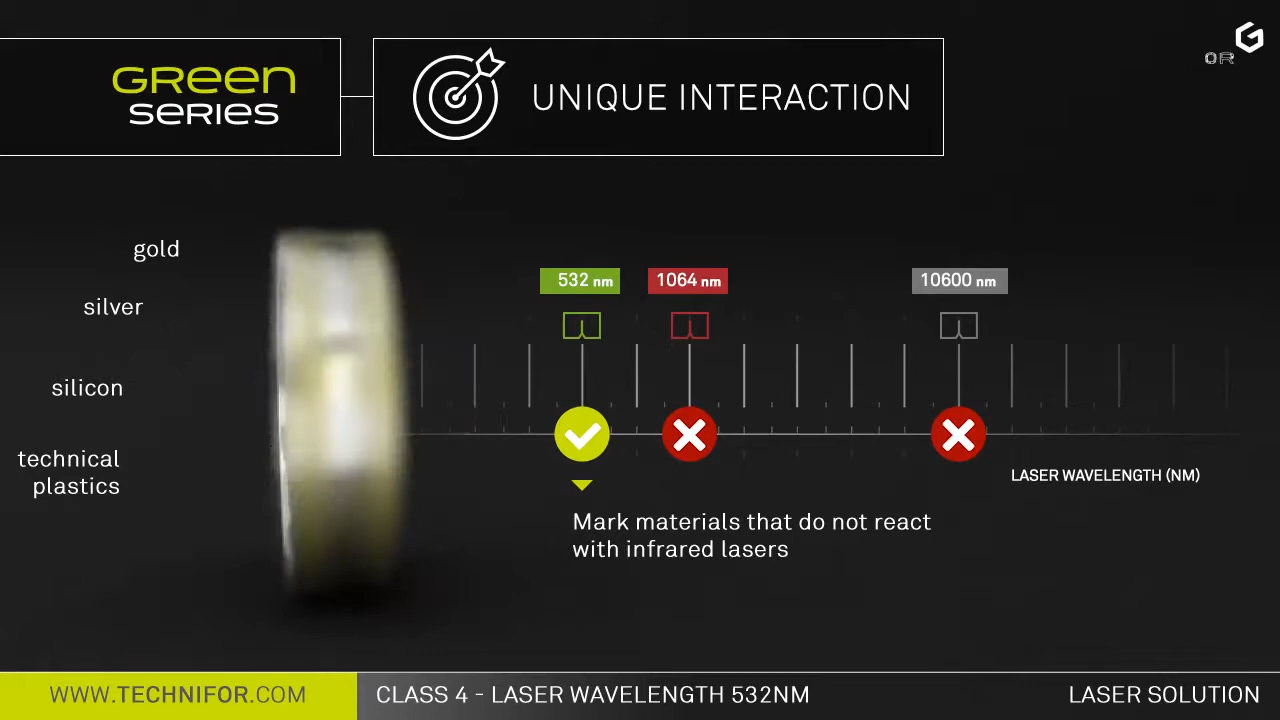 GREEN
SERIES
UNIQUE INTERACTION
OR
gold
silver
silicon
technical
plastics
532 nm
1064 nm
10600 nm
LASER WAVELENGTH (NM)
Mark materials that do not react
with infrared lasers
WWW.TECHNIFOR.COM
CLASS 4 - LASER WAVELENGTH 532NM
LASER SOLUTION